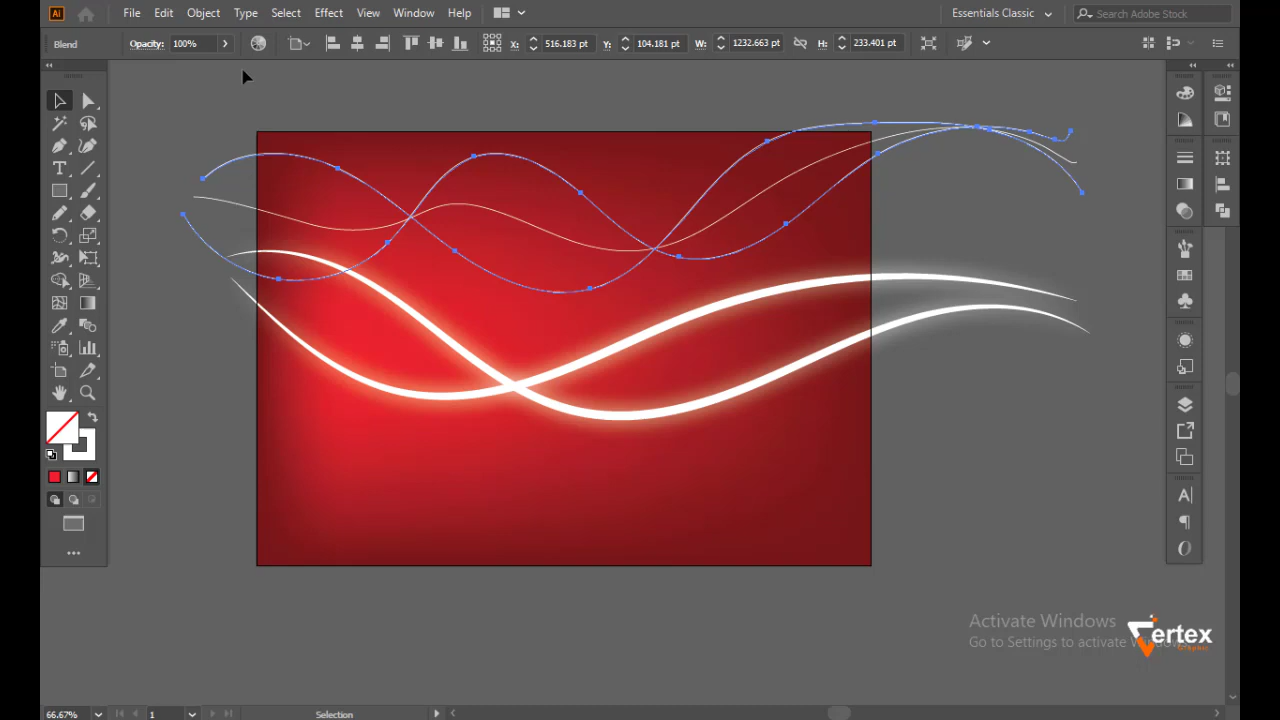 Ai File Edit Object Type Select Effect View Window Help Essentials Classic Search Adobe Stock
Blend Opacity: 100% X: 516.183 pt Y: 104.181 pt W: 1232.663 pt H: 233.401 pt
Activate Windows
Go to Settings to activate Windows.
ertex
Graphic
66.67% 1 Selection